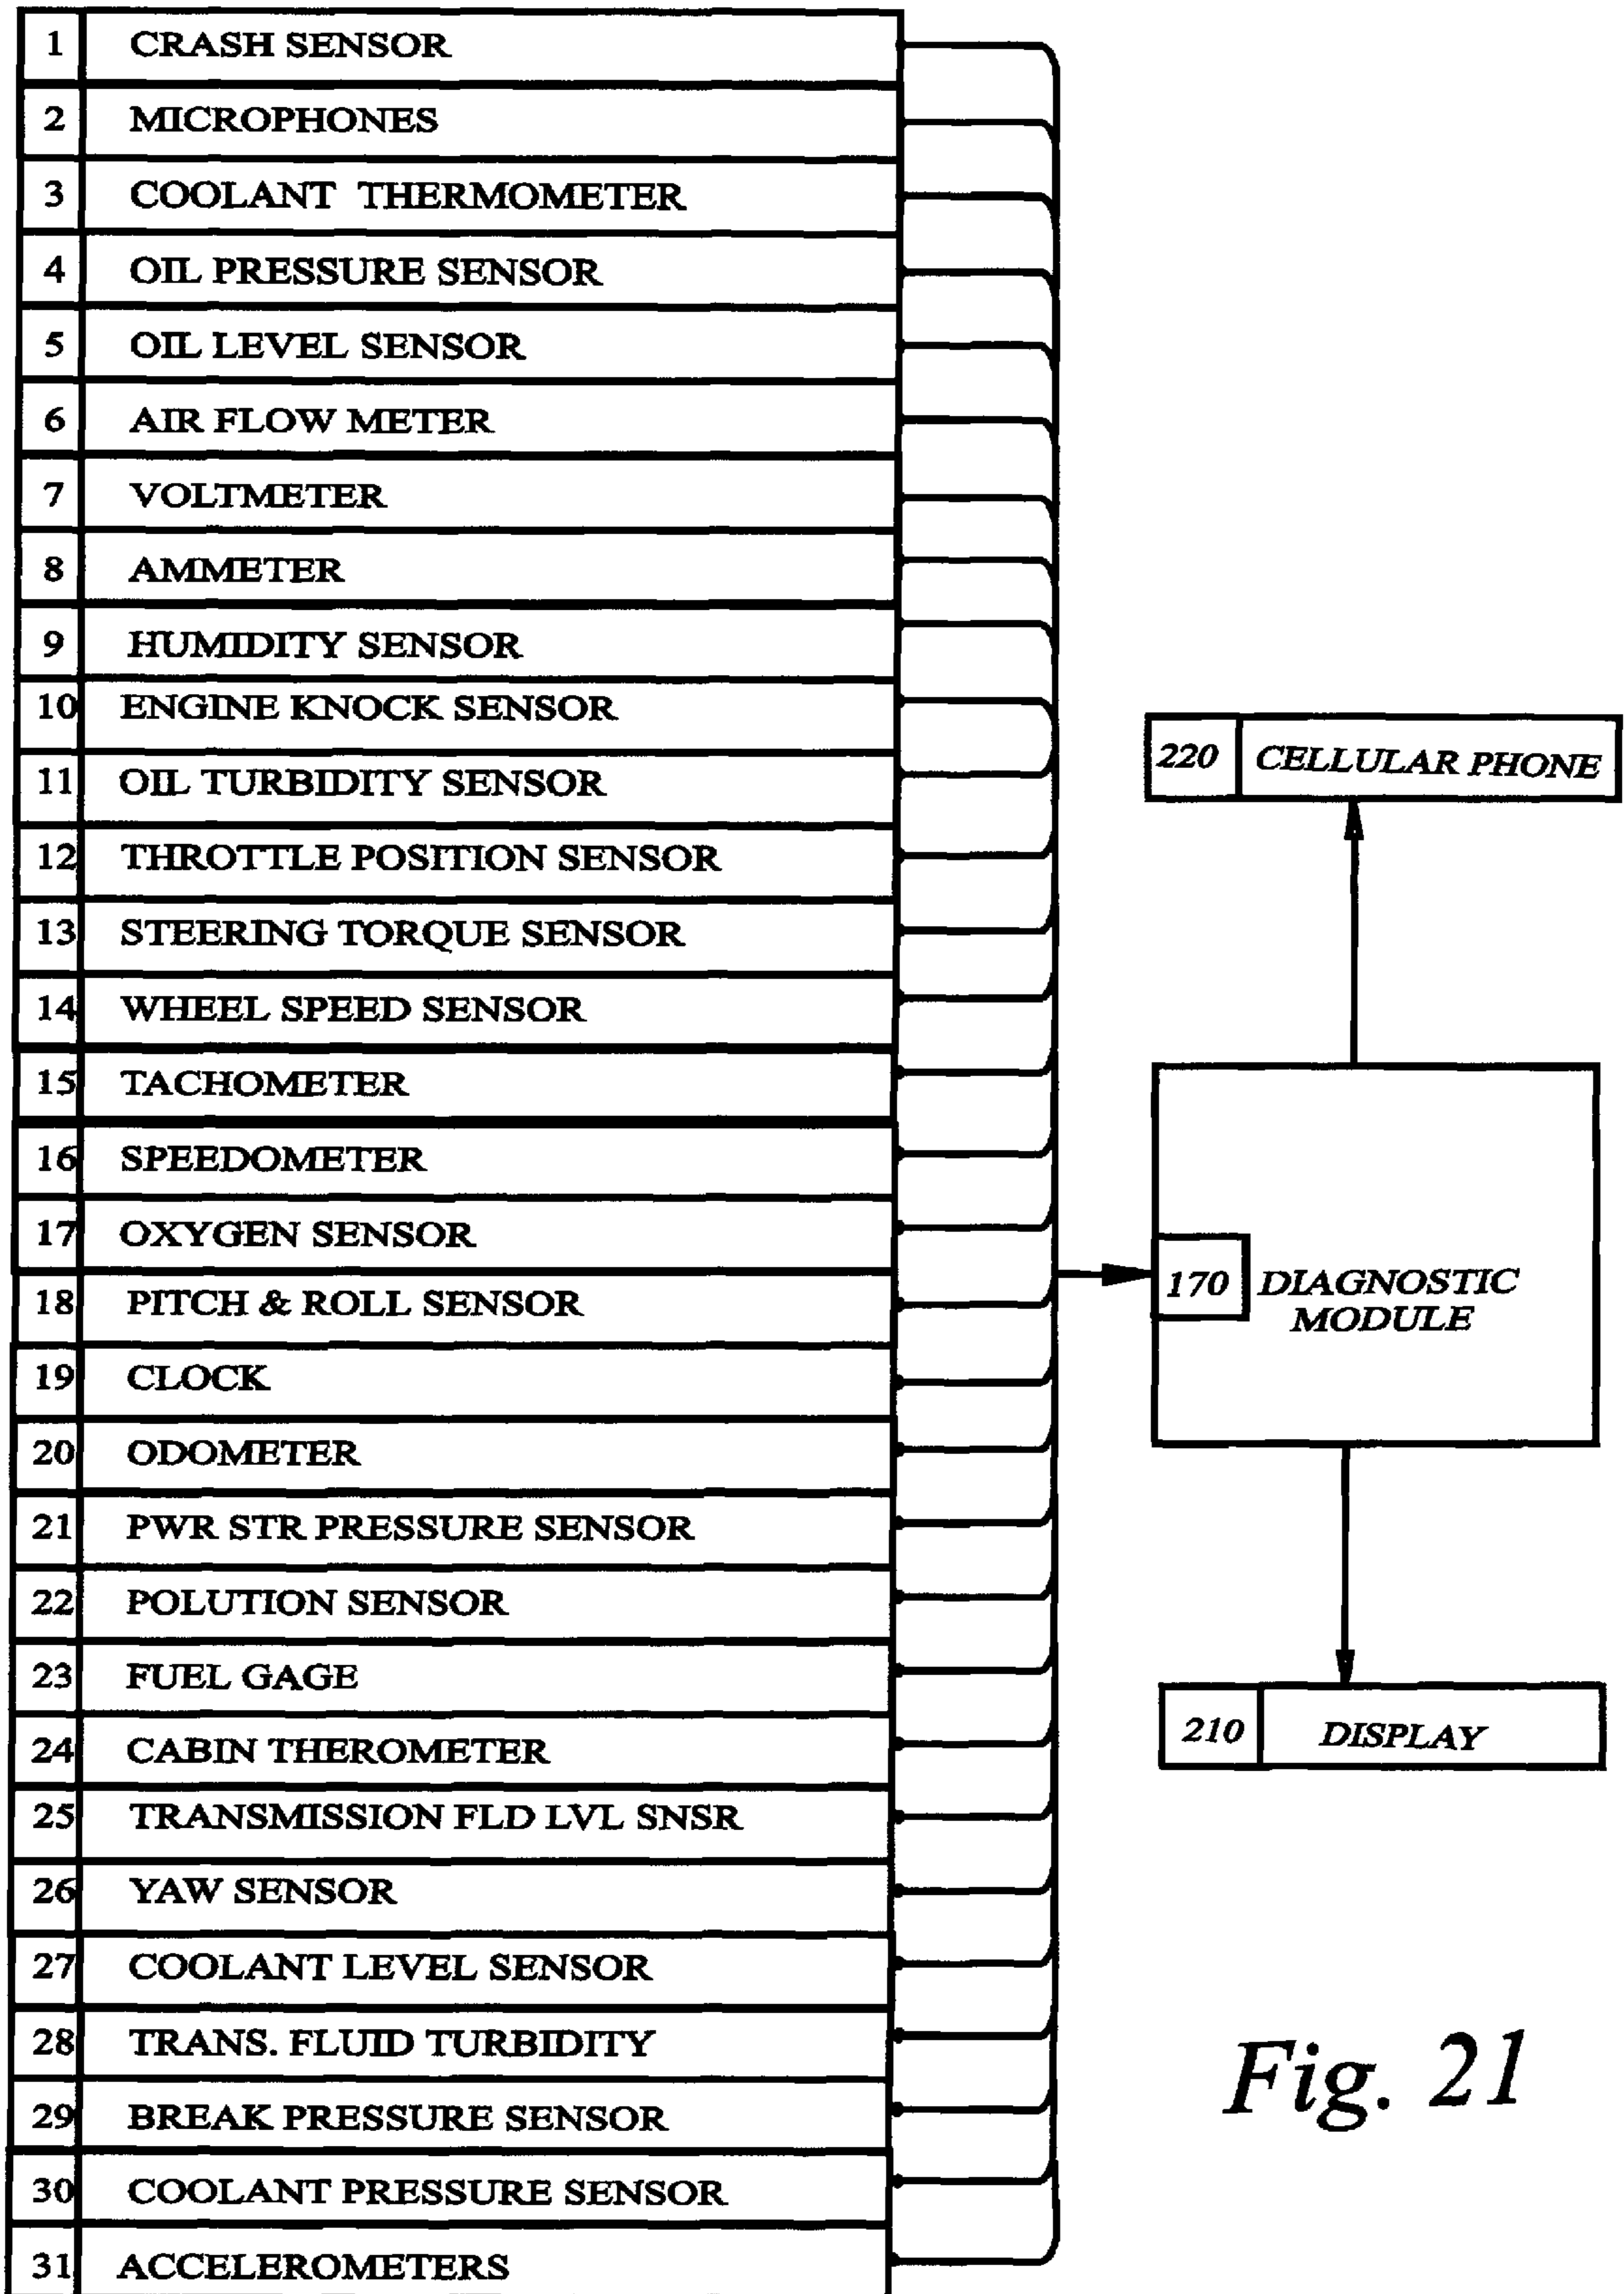 1 CRASH SENSOR
2 MICROPHONES
3 COOLANT THERMOMETER
4 OIL PRESSURE SENSOR
5 OIL LEVEL SENSOR
6 AIR FLOW METER
7 VOLTMETER
8 AMMETER
9 HUMIDITY SENSOR
10 ENGINE KNOCK SENSOR
11 OIL TURBIDITY SENSOR
12 THROTTLE POSITION SENSOR
13 STEERING TORQUE SENSOR
14 WHEEL SPEED SENSOR
15 TACHOMETER
16 SPEEDOMETER
17 OXYGEN SENSOR
18 PITCH & ROLL SENSOR
19 CLOCK
20 ODOMETER
21 PWR STR PRESSURE SENSOR
22 POLUTION SENSOR
23 FUEL GAGE
24 CABIN THEROMETER
25 TRANSMISSION FLD LVL SNSR
26 YAW SENSOR
27 COOLANT LEVEL SENSOR
28 TRANS. FLUID TURBIDITY
29 BREAK PRESSURE SENSOR
30 COOLANT PRESSURE SENSOR
31 ACCELEROMETERS
220 CELLULAR PHONE
170 DIAGNOSTIC
MODULE
210 DISPLAY
Fig. 21